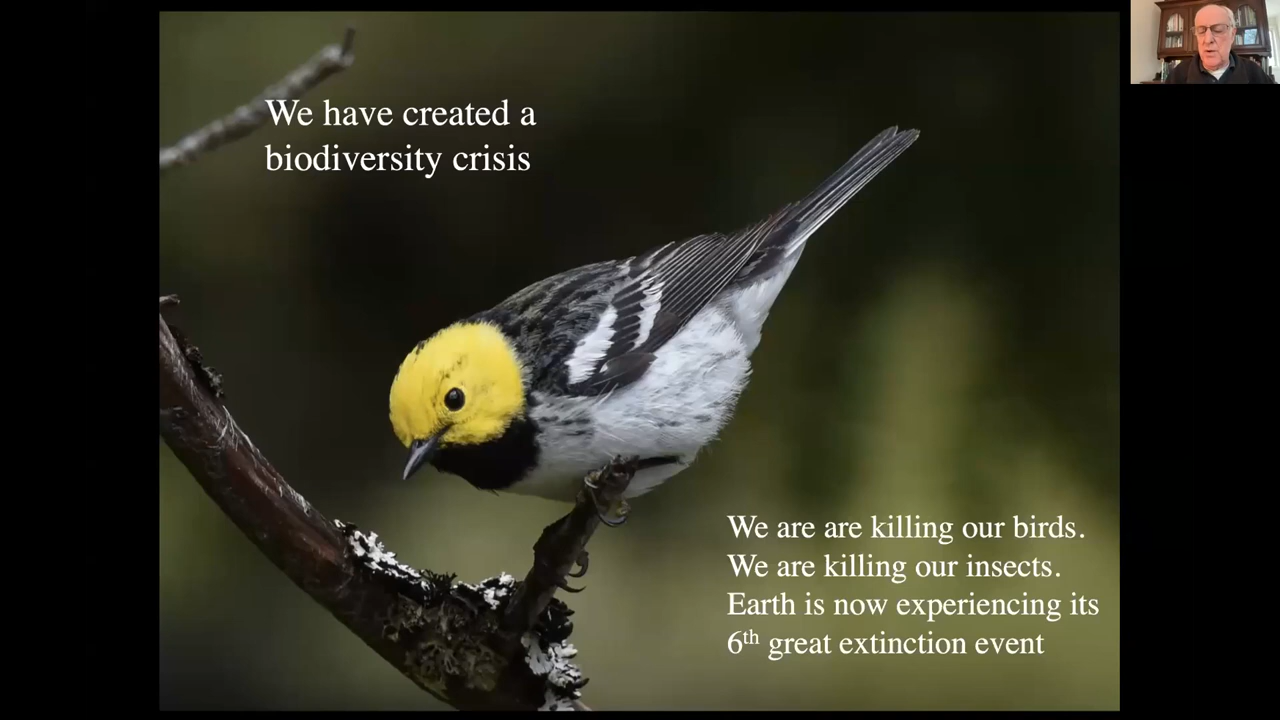 We have created a
biodiversity crisis
We are are killing our birds.
We are killing our insects.
Earth is now experiencing its
6th great extinction event